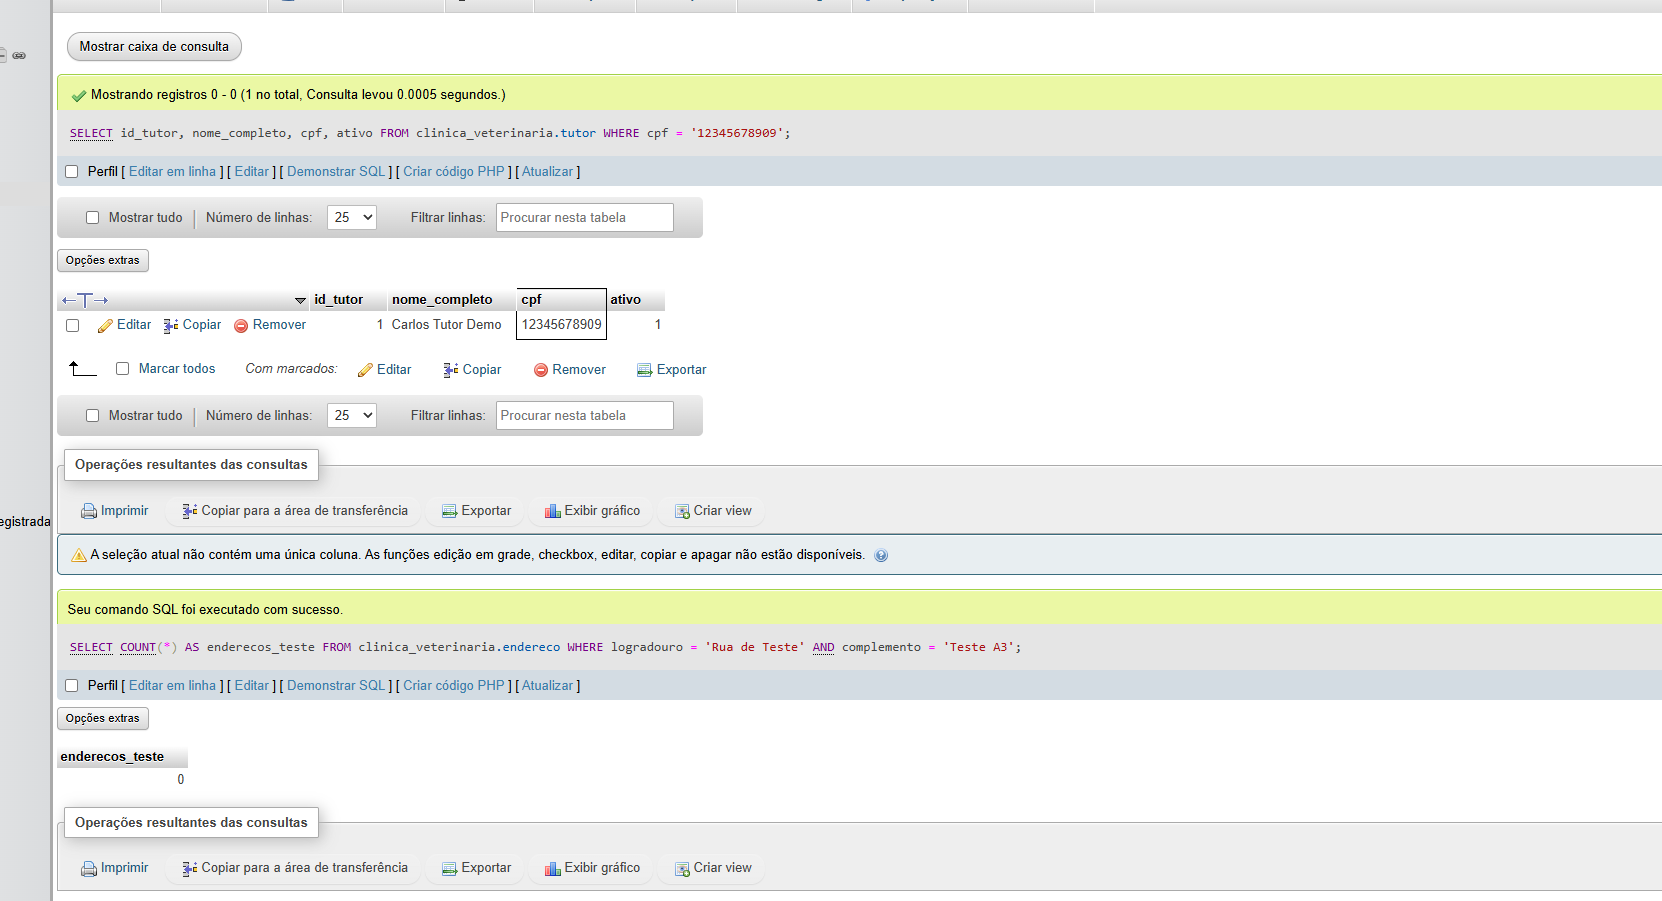 Mostrar caixa de consulta
Mostrando registros 0 - 0 (1 no total, Consulta levou 0.0005 segundos.)
SELECT id_tutor, nome_completo, cpf, ativo FROM clinica_veterinaria.tutor WHERE cpf = '12345678909';
Perfil [ Editar em linha ] [ Editar ] [ Demonstrar SQL ] [ Criar código PHP ] [ Atualizar ]
Mostrar tudo Número de linhas: 25 Filtrar linhas: Procurar nesta tabela
Opções extras
←T→ id_tutor nome_completo cpf ativo
Editar Copiar Remover 1 Carlos Tutor Demo 12345678909 1
Marcar todos Com marcados: Editar Copiar Remover Exportar
Mostrar tudo Número de linhas: 25 Filtrar linhas: Procurar nesta tabela
Operações resultantes das consultas
Imprimir Copiar para a área de transferência Exportar Exibir gráfico Criar view
egistrada
A seleção atual não contém uma única coluna. As funções edição em grade, checkbox, editar, copiar e apagar não estão disponíveis.
Seu comando SQL foi executado com sucesso.
SELECT COUNT(*) AS enderecos_teste FROM clinica_veterinaria.endereco WHERE logradouro = 'Rua de Teste' AND complemento = 'Teste A3';
Perfil [ Editar em linha ] [ Editar ] [ Demonstrar SQL ] [ Criar código PHP ] [ Atualizar ]
Opções extras
enderecos_teste
0
Operações resultantes das consultas
Imprimir Copiar para a área de transferência Exportar Exibir gráfico Criar view